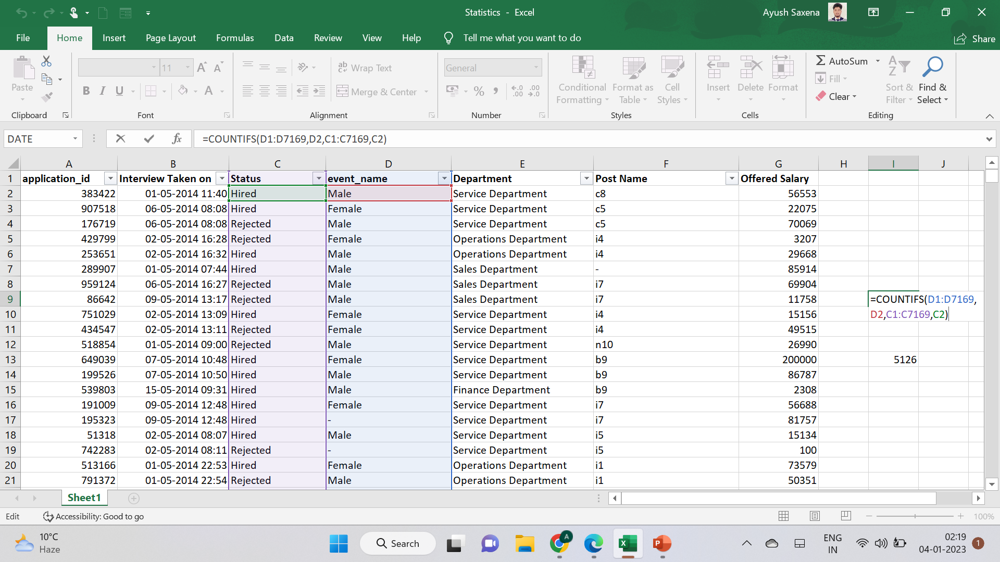 Statistics - Excel
Ayush Saxena
File Home Insert Page Layout Formulas Data Review View Help Tell me what you want to do
Share
Paste
Clipboard
11
B I U
Font
Wrap Text
Merge & Center
Alignment
General
Number
Conditional Formatting
Format as Table
Cell Styles
Styles
Insert
Delete
Format
Cells
AutoSum
Fill
Clear
Sort & Filter
Find & Select
Editing
DATE fx =COUNTIFS(D1:D7169,D2,C1:C7169,C2)
A B C D E F G H I J
1 application_id Interview Taken on Status event_name Department Post Name Offered Salary
2 383422 01-05-2014 11:40 Hired Male Service Department c8 56553
3 907518 06-05-2014 08:08 Hired Female Service Department c5 22075
4 176719 06-05-2014 08:08 Rejected Male Service Department c5 70069
5 429799 02-05-2014 16:28 Rejected Female Operations Department i4 3207
6 253651 02-05-2014 16:32 Hired Male Operations Department i4 29668
7 289907 01-05-2014 07:44 Hired Male Sales Department - 85914
8 959124 06-05-2014 16:27 Rejected Male Sales Department i7 69904
9 86642 09-05-2014 13:17 Rejected Male Sales Department i7 11758 =COUNTIFS(D1:D7169,
10 751029 02-05-2014 13:09 Hired Female Service Department i4 15156 D2,C1:C7169,C2)
11 434547 02-05-2014 13:11 Rejected Female Service Department i4 49515
12 518854 01-05-2014 09:00 Rejected Male Service Department n10 26990
13 649039 07-05-2014 10:48 Hired Female Service Department b9 200000 5126
14 199526 07-05-2014 10:50 Hired Male Service Department b9 86787
15 539803 15-05-2014 09:31 Hired Male Finance Department b9 2308
16 191009 09-05-2014 12:48 Hired Female Service Department i7 56688
17 195323 09-05-2014 12:48 Hired - Service Department i7 81757
18 51318 02-05-2014 08:07 Hired Male Service Department i5 15134
19 742283 02-05-2014 08:11 Rejected - Service Department i5 100
20 513166 01-05-2014 22:53 Hired Female Operations Department i1 73579
21 791372 01-05-2014 22:54 Rejected Male Operations Department i1 50351
Sheet1
Edit Accessibility: Good to go 100%
10°C
Haze
Search
A
ENG
IN
02:19
04-01-2023
1